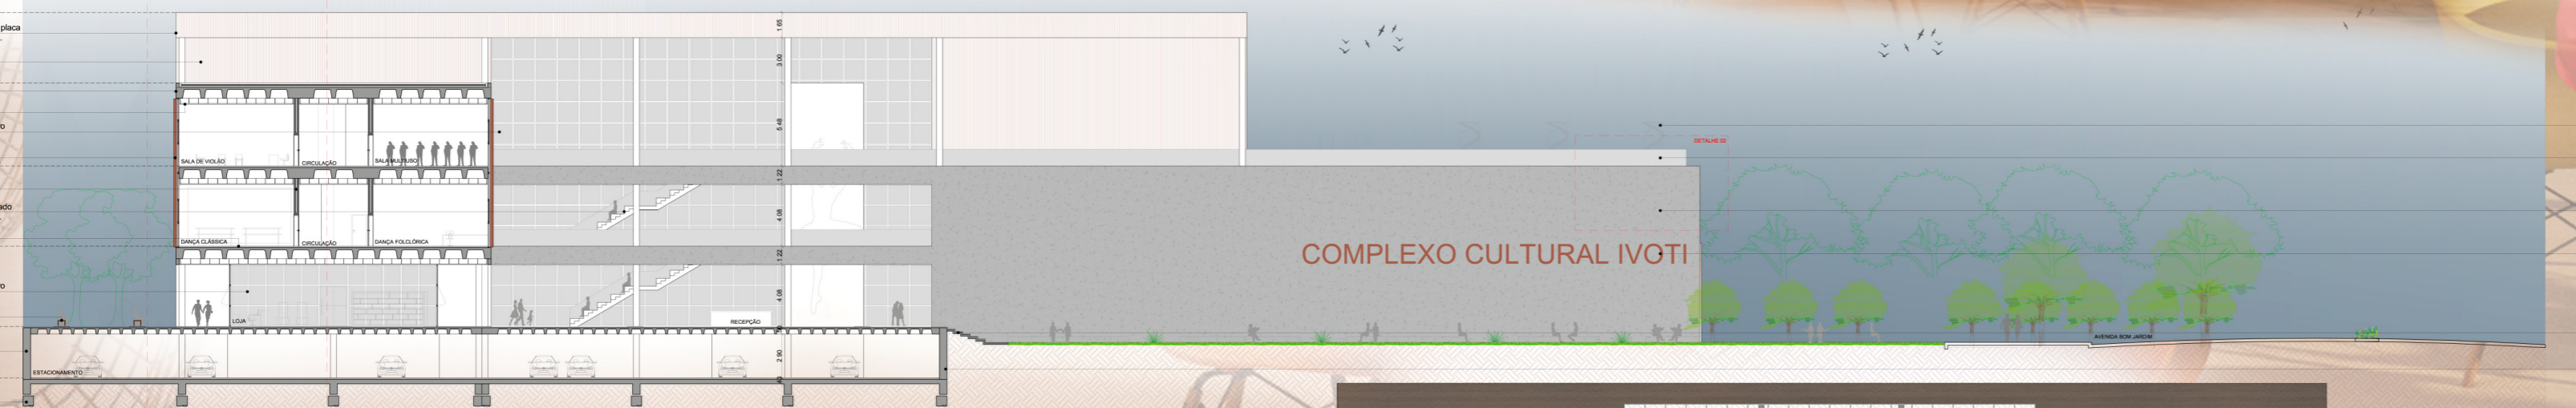 placa
1 65
3 00
5 48
SALA DE VIOLÃO
CIRCULAÇÃO
SALA MULTIUSO
DETALHE 02
1 22
4 08
DANÇA CLÁSSICA
CIRCULAÇÃO
DANÇA FOLCLÓRICA
1 22
COMPLEXO CULTURAL IVOTI
4 08
LOJA
RECEPÇÃO
AVENIDA BOM JARDIM
2 90
ESTACIONAMENTO